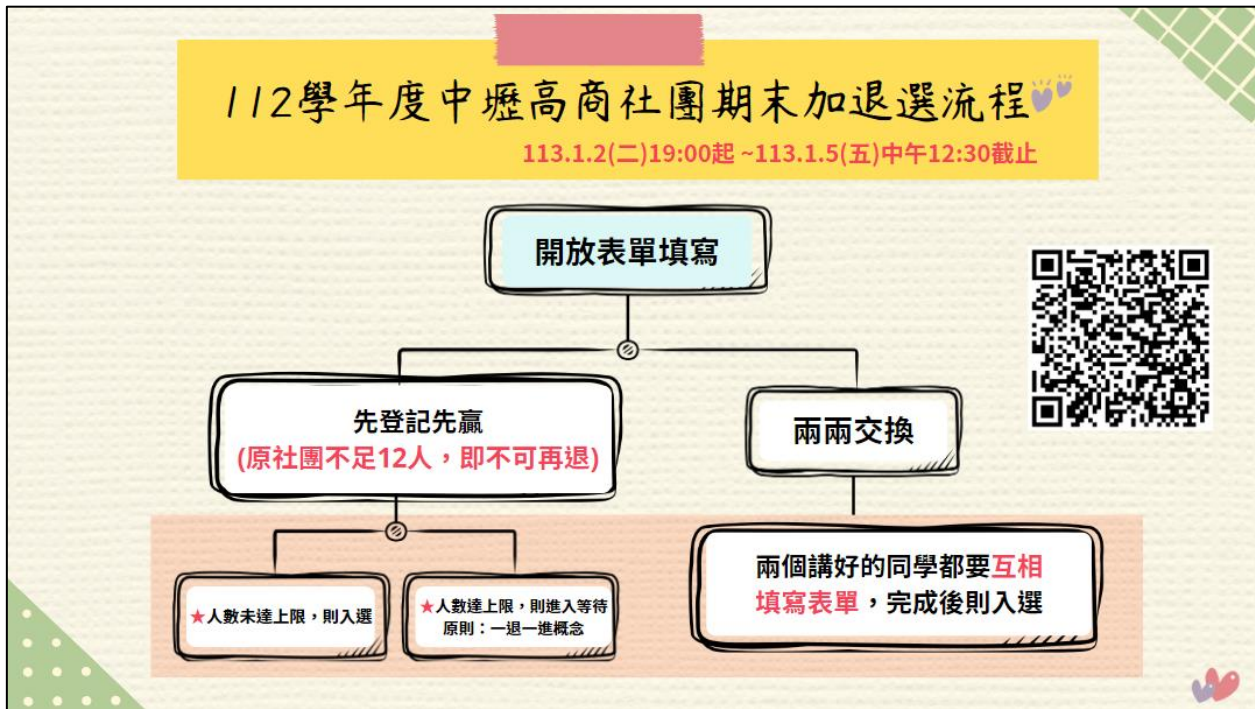 112學年度中壢高商社團期末加退選流程
113.1.2(二)19:00起 ~113.1.5(五)中午12:30截止
開放表單填寫
先登記先贏
(原社團不足12人，即不可再退)
兩兩交換
★人數未達上限，則入選
★人數達上限，則進入等待
原則：一退一進概念
兩個講好的同學都要互相
填寫表單，完成後則入選